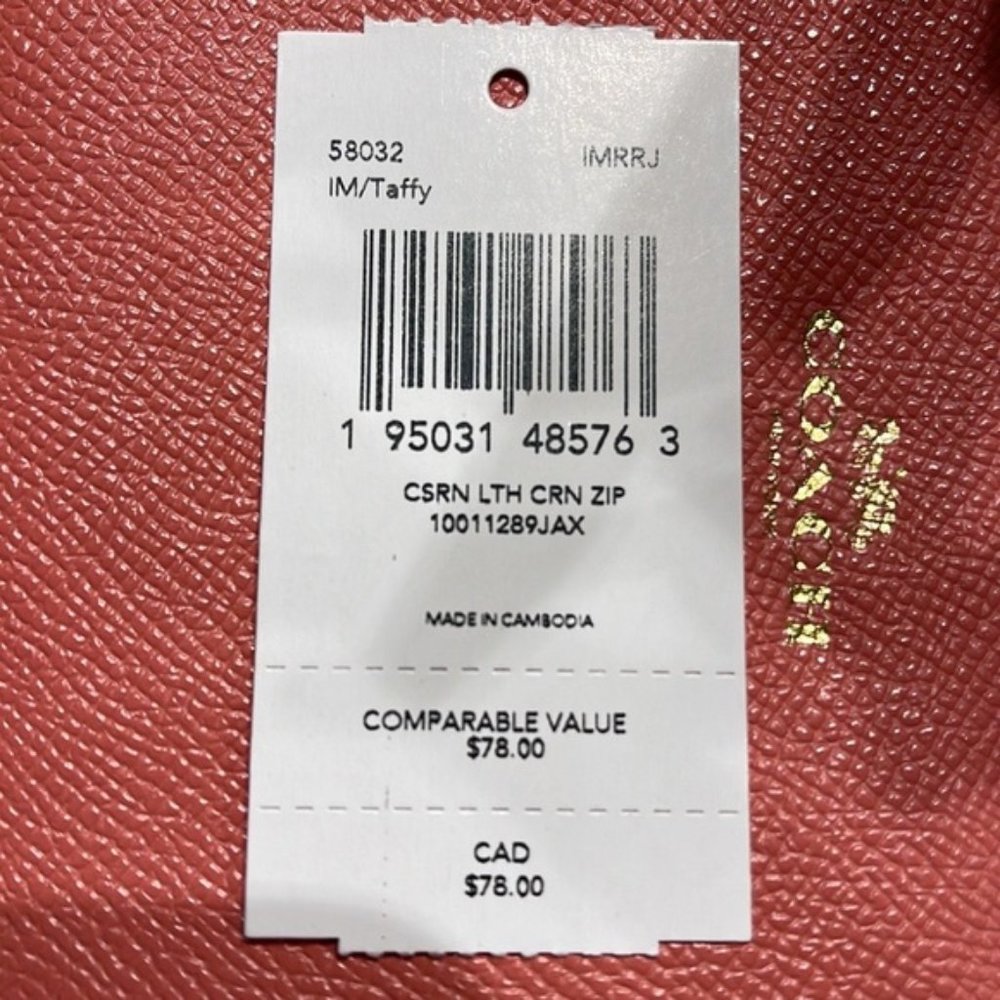 58032
IMRRJ
IM/Taffy
1 95031 48576 3
CSRN LTH CRN ZIP
10011289JAX
MADE IN CAMBODIA
COMPARABLE VALUE
$78.00
CAD
$78.00
COACH